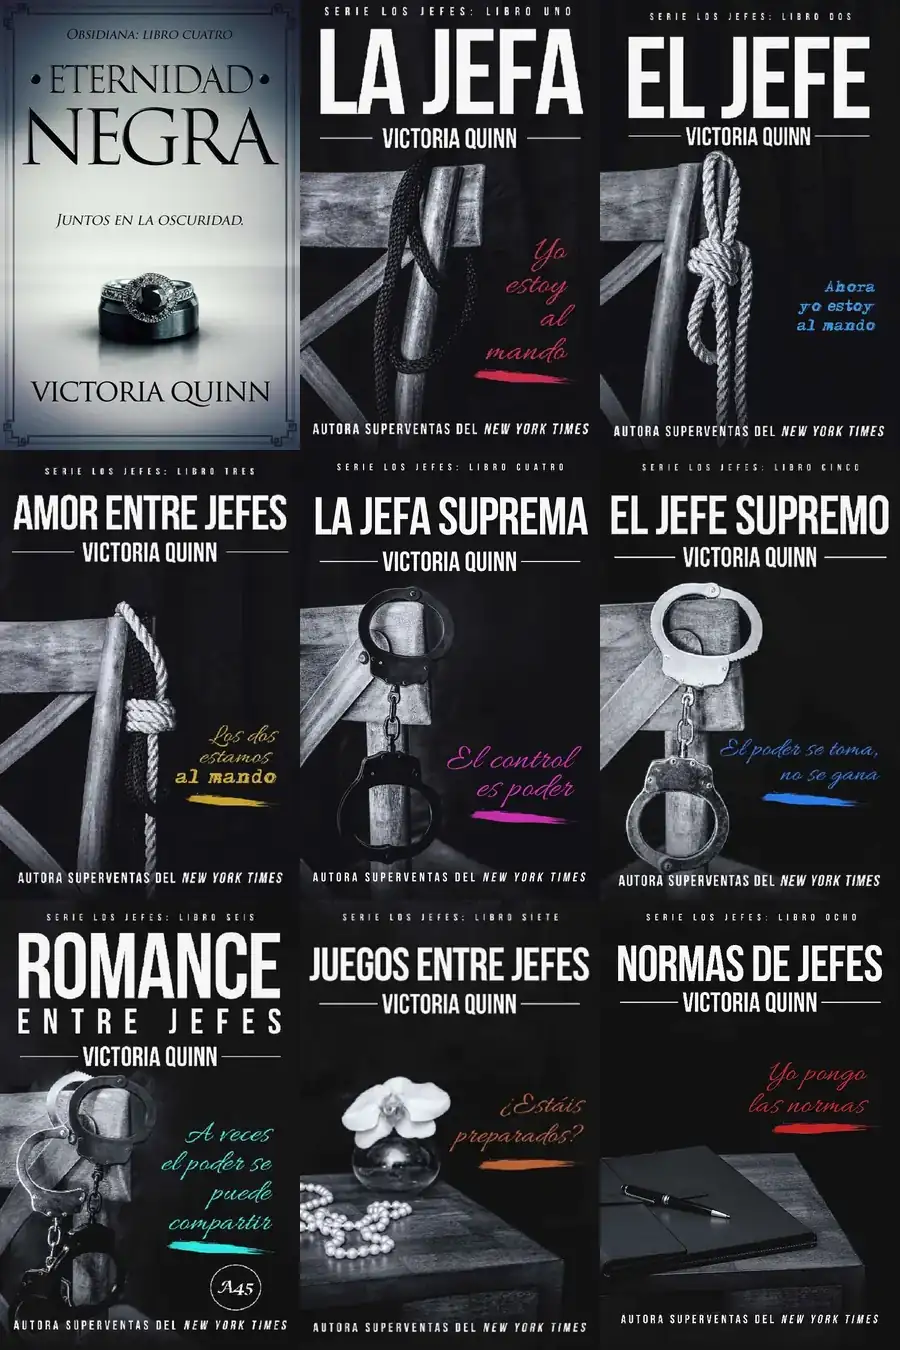 OBSIDIANA: LIBRO CUATRO
• ETERNIDAD •
NEGRA
JUNTOS EN LA OSCURIDAD.
VICTORIA QUINN
SERIE LOS JEFES: LIBRO UNO
LA JEFA
VICTORIA QUINN
Yo
estoy
al
mando
AUTORA SUPERVENTAS DEL NEW YORK TIMES
SERIE LOS JEFES: LIBRO DOS
EL JEFE
VICTORIA QUINN
Ahora
yo estoy
al mando
AUTORA SUPERVENTAS DEL NEW YORK TIMES
SERIE LOS JEFES: LIBRO TRES
AMOR ENTRE JEFES
VICTORIA QUINN
Los dos
estamos
al mando
AUTORA SUPERVENTAS DEL NEW YORK TIMES
SERIE LOS JEFES: LIBRO CUATRO
LA JEFA SUPREMA
VICTORIA QUINN
El control
es poder
AUTORA SUPERVENTAS DEL NEW YORK TIMES
SERIE LOS JEFES: LIBRO CINCO
EL JEFE SUPREMO
VICTORIA QUINN
El poder se toma,
no se gana
AUTORA SUPERVENTAS DEL NEW YORK TIMES
SERIE LOS JEFES: LIBRO SEIS
ROMANCE
ENTRE JEFES
VICTORIA QUINN
A veces
el poder se
puede
compartir
A45
AUTORA SUPERVENTAS DEL NEW YORK TIMES
SERIE LOS JEFES: LIBRO SIETE
JUEGOS ENTRE JEFES
VICTORIA QUINN
¿Estáis
preparados?
AUTORA SUPERVENTAS DEL NEW YORK TIMES
SERIE LOS JEFES: LIBRO OCHO
NORMAS DE JEFES
VICTORIA QUINN
Yo pongo
las normas
AUTORA SUPERVENTAS DEL NEW YORK TIMES